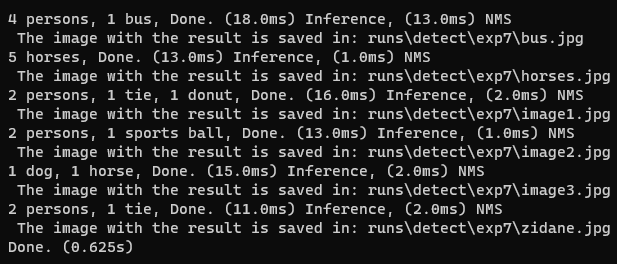 4 persons, 1 bus, Done. (18.0ms) Inference, (13.0ms) NMS
The image with the result is saved in: runs\detect\exp7\bus.jpg
5 horses, Done. (13.0ms) Inference, (1.0ms) NMS
The image with the result is saved in: runs\detect\exp7\horses.jpg
2 persons, 1 tie, 1 donut, Done. (16.0ms) Inference, (2.0ms) NMS
The image with the result is saved in: runs\detect\exp7\image1.jpg
2 persons, 1 sports ball, Done. (13.0ms) Inference, (1.0ms) NMS
The image with the result is saved in: runs\detect\exp7\image2.jpg
1 dog, 1 horse, Done. (15.0ms) Inference, (2.0ms) NMS
The image with the result is saved in: runs\detect\exp7\image3.jpg
2 persons, 1 tie, Done. (11.0ms) Inference, (2.0ms) NMS
The image with the result is saved in: runs\detect\exp7\zidane.jpg
Done. (0.625s)